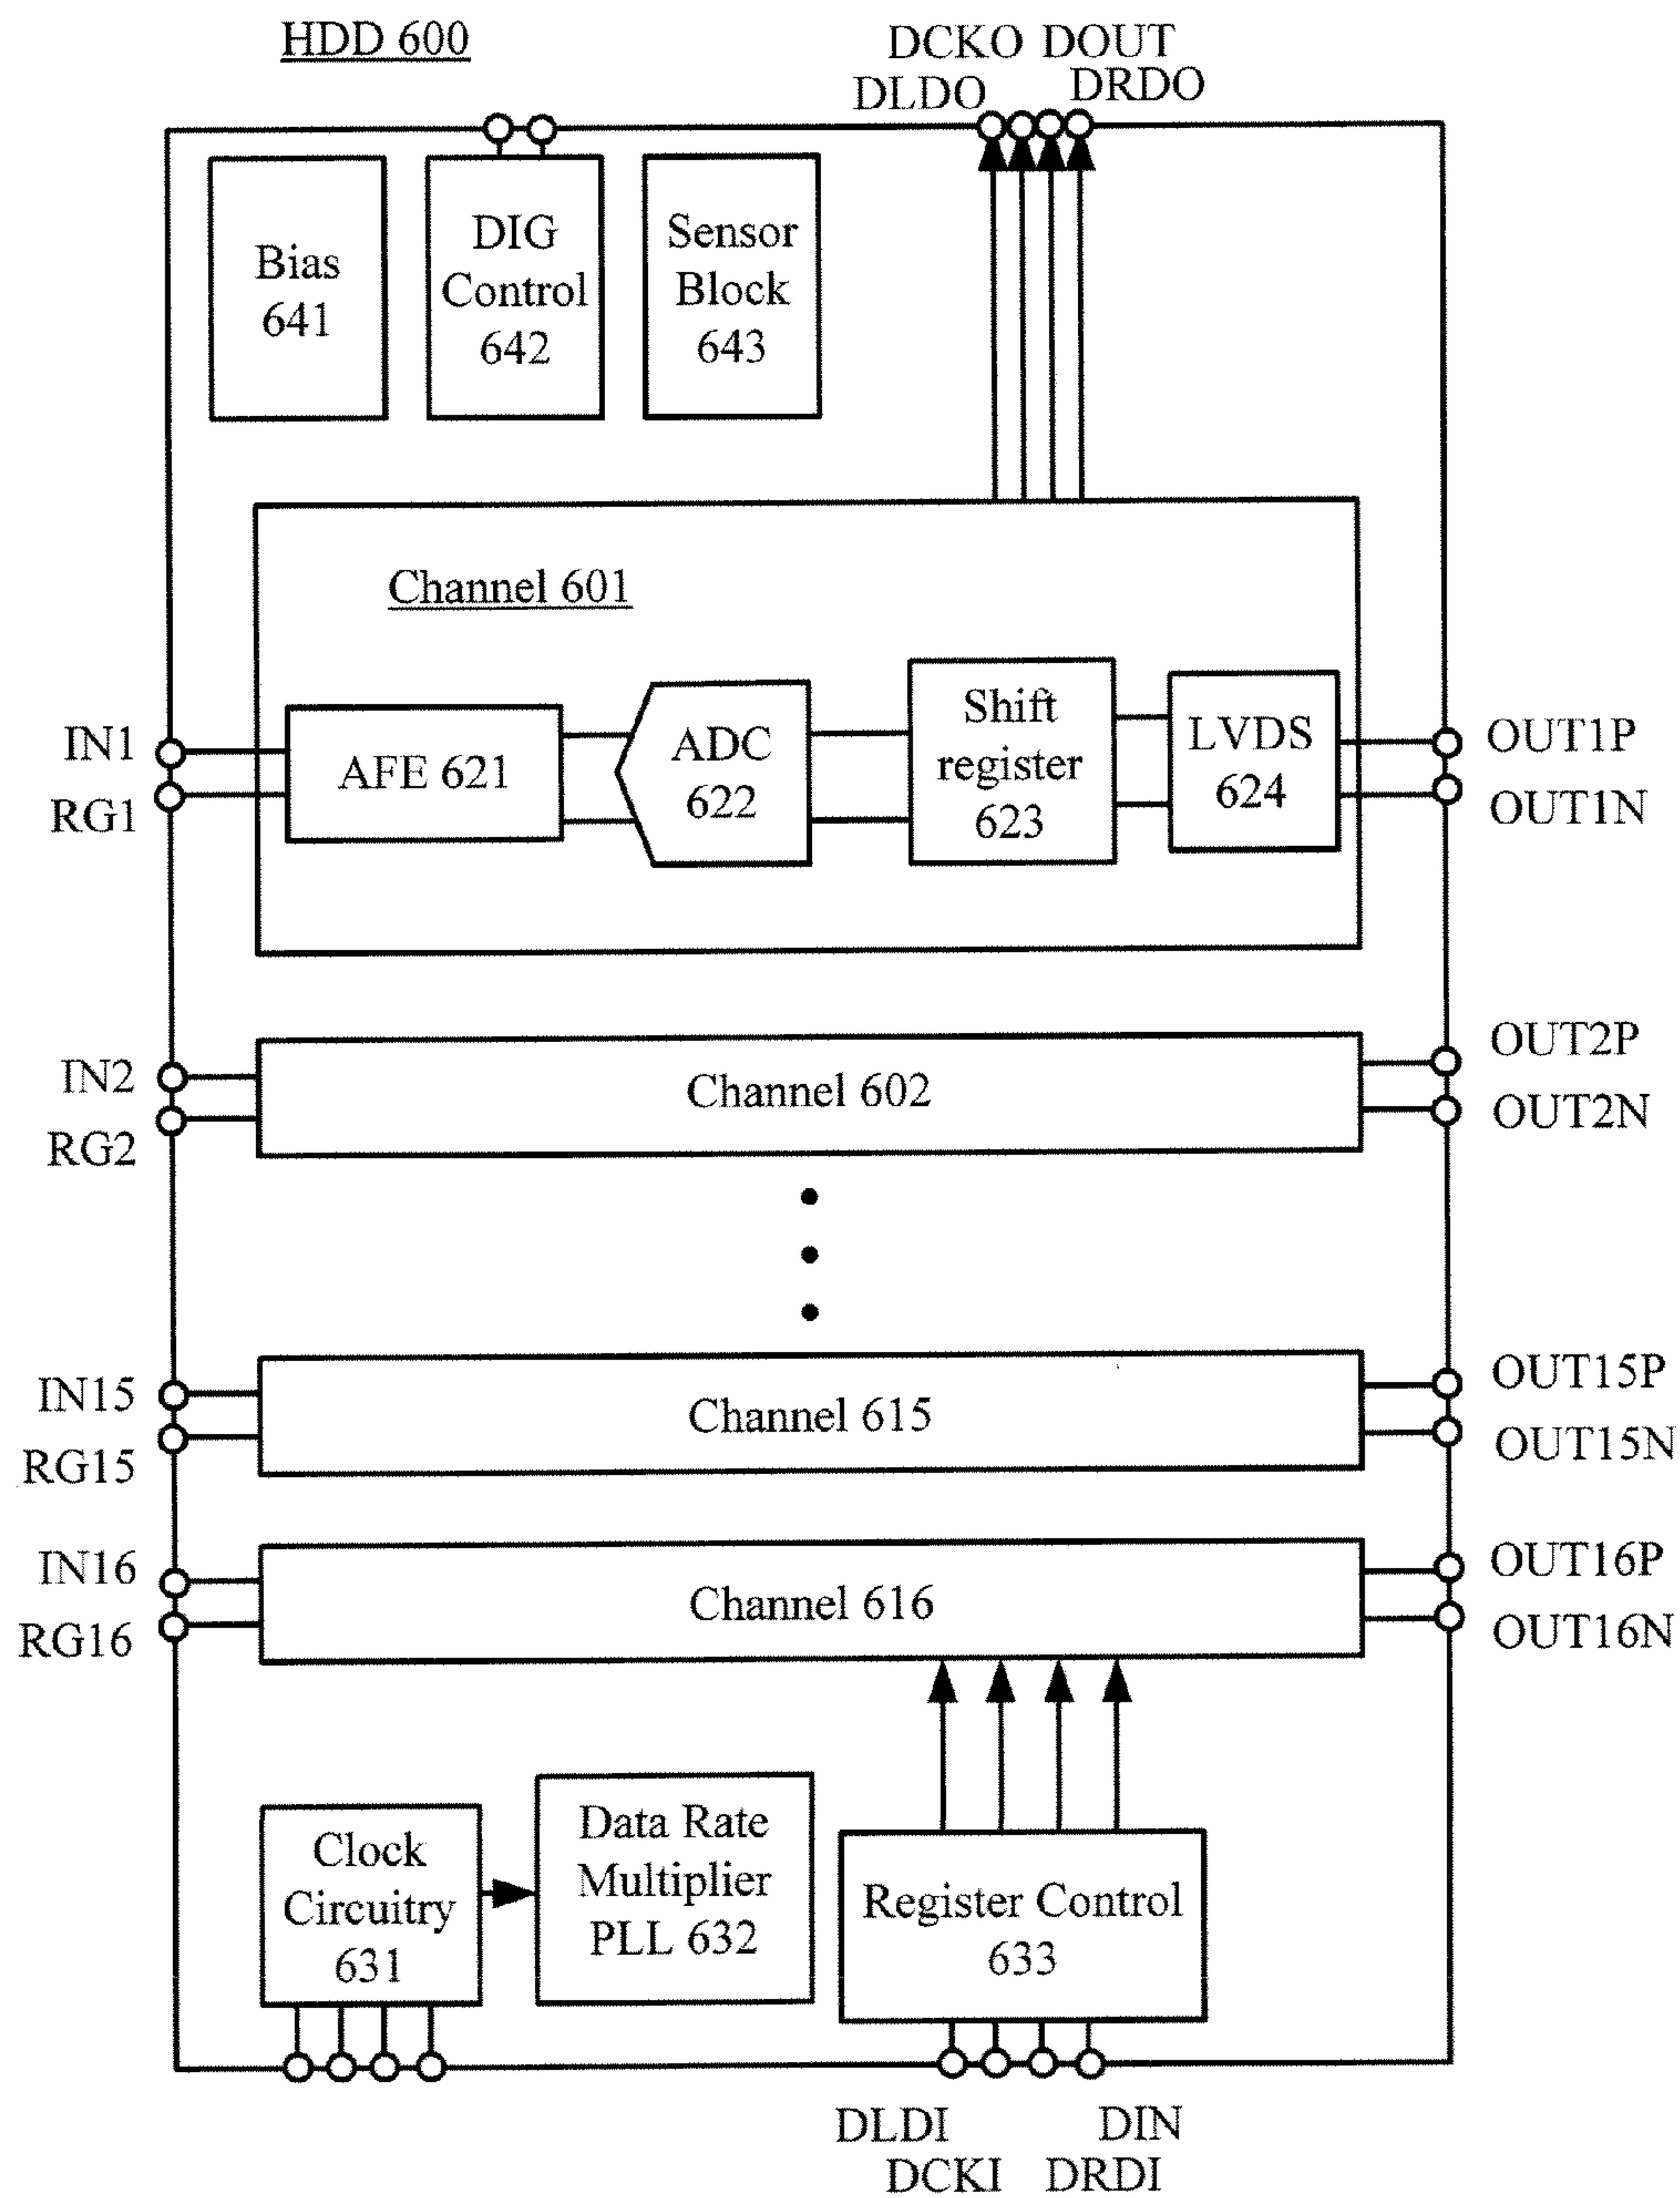 HDD 600
DCKO DOUT
DLDO DRDO
Bias
641
DIG
Control
642
Sensor
Block
643
Channel 601
IN1
RG1
AFE 621
ADC
622
Shift
register
623
LVDS
624
OUT1P
OUT1N
IN2
RG2
Channel 602
OUT2P
OUT2N
IN15
RG15
Channel 615
OUT15P
OUT15N
IN16
RG16
Channel 616
OUT16P
OUT16N
Clock
Circuitry
631
Data Rate
Multiplier
PLL 632
Register Control
633
DLDI DIN
DCKI DRDI